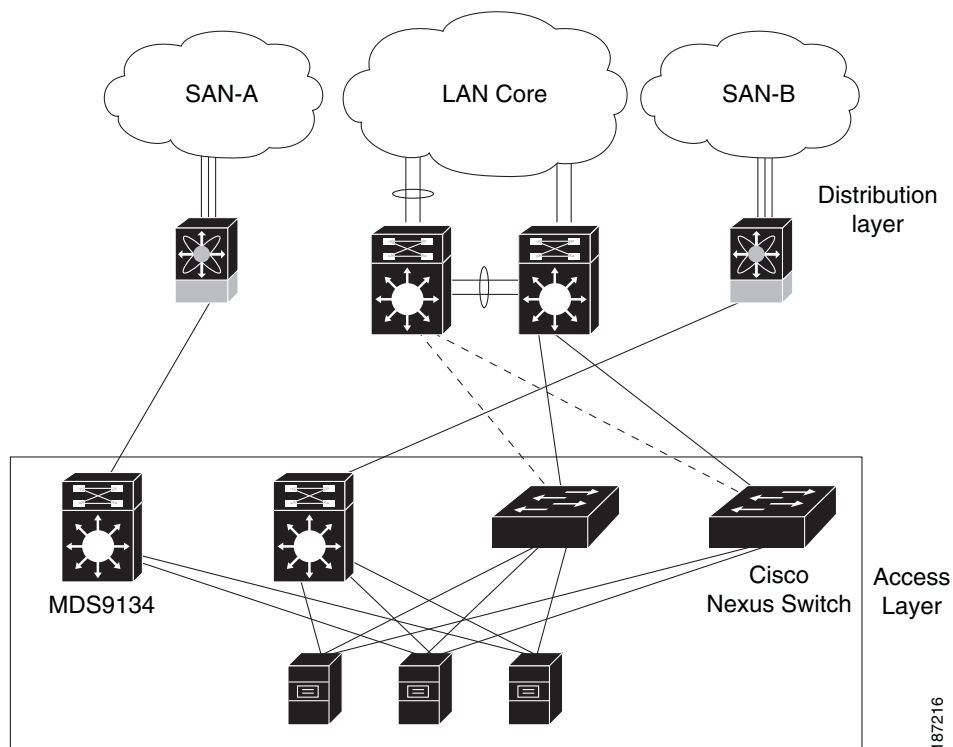 SAN-A
LAN Core
SAN-B
Distribution
layer
MDS9134
Cisco
Nexus Switch
Access
Layer
187216